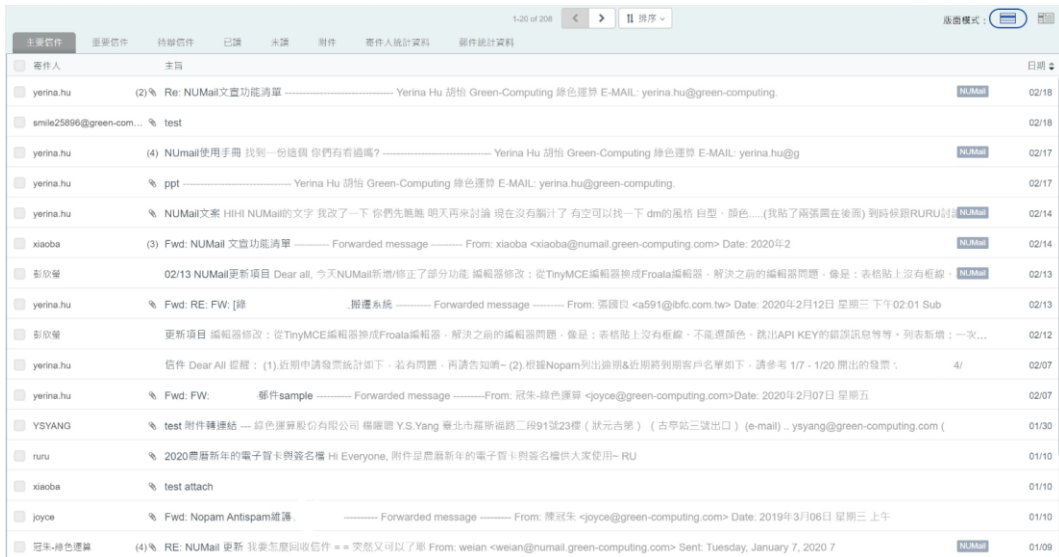 1-20 of 208 排序 版面模式：
主要信件 重要信件 待辦信件 已讀 未讀 附件 寄件人統計資料 郵件統計資料
寄件人 主旨 日期
yerina.hu (2) Re: NUMail文宣功能清單 -------------------------------- Yerina Hu 胡怡 Green-Computing 綠色運算 E-MAIL: yerina.hu@green-computing. NUMail 02/18
smile25896@green-com... test 02/18
yerina.hu (4) NUmail使用手冊 找到一份這個 你們有看過嗎? -------------------------------- Yerina Hu 胡怡 Green-Computing 綠色運算 E-MAIL: yerina.hu@g NUMail 02/17
yerina.hu ppt -------------------------------- Yerina Hu 胡怡 Green-Computing 綠色運算 E-MAIL: yerina.hu@green-computing. 02/17
yerina.hu NUMail文案 HIHI NUMail的文字 我改了一下 你們先瞧瞧 明天再來討論 現在沒有腦汁了 有空可以找一下 dm的風格 自型、顏色.....(我貼了兩張圖在後面) 到時候跟RURU討 NUMail 02/14
xiaoba (3) Fwd: NUMail 文宣功能清單 ---------- Forwarded message --------- From: xiaoba <xiaoba@numail.green-computing.com> Date: 2020年2 NUMail 02/14
彭欣瑩 02/13 NUMail更新項目 Dear all, 今天NUMail新增/修正了部分功能 編輯器修改：從TinyMCE編輯器換成Froala編輯器，解決之前的編輯器問題，像是：表格貼上沒有框線、 NUMail 02/13
yerina.hu Fwd: RE: FW: [綠 .搬遷系統 ---------- Forwarded message --------- From: 張國良 <a591@bfc.com.tw> Date: 2020年2月12日 星期三 下午02:01 Sub 02/13
彭欣瑩 更新項目 編輯器修改：從TinyMCE編輯器換成Froala編輯器，解決之前的編輯器問題，像是：表格貼上沒有框線、不能選顏色、跳出API KEY的錯誤訊息等等。列表新增：一次... 02/12
yerina.hu 信件 Dear All 提醒： (1).近期申請發票統計如下，若有問題，再請告知唷~ (2).根據Nopam列出逾期&近期將到期客戶名單如下，請參考 1/7 - 1/20 開出的發票： 4/ 02/07
yerina.hu Fwd: FW: 郵件sample ---------- Forwarded message ---------From: 冠朱-綠色運算 <joyce@green-computing.com>Date: 2020年2月07日 星期五 02/07
YSYANG test 附件轉連結 --- 綠色運算股份有限公司 楊曜聰 Y.S.Yang 臺北市羅斯福路二段91號23樓（狀元吉第）（古亭站三號出口） (e-mail) .. ysyang@green-computing.com ( 01/30
ruru 2020農曆新年的電子賀卡與簽名檔 Hi Everyone, 附件是農曆新年的電子賀卡與簽名檔供大家使用~ RU 01/10
xiaoba test attach 01/10
joyce Fwd: Nopam Antispam維護. ---------- Forwarded message --------- From: 陳冠朱 <joyce@green-computing.com> Date: 2019年3月06日 星期三 上午 01/10
冠朱-綠色運算 (4) RE: NUMail 更新 我要怎麼回收信件 = = 突然又可以了耶 From: weian <weian@numail.green-computing.com> Sent: Tuesday, January 7, 2020 7 NUMail 01/09